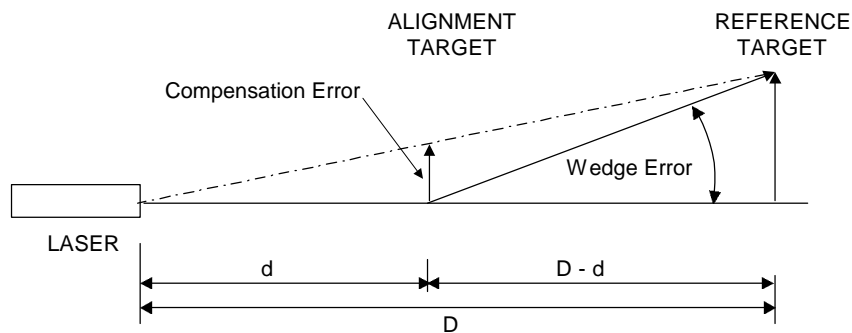 ALIGNMENT
TARGET
REFERENCE
TARGET
Compensation Error
Wedge Error
LASER
d
D - d
D